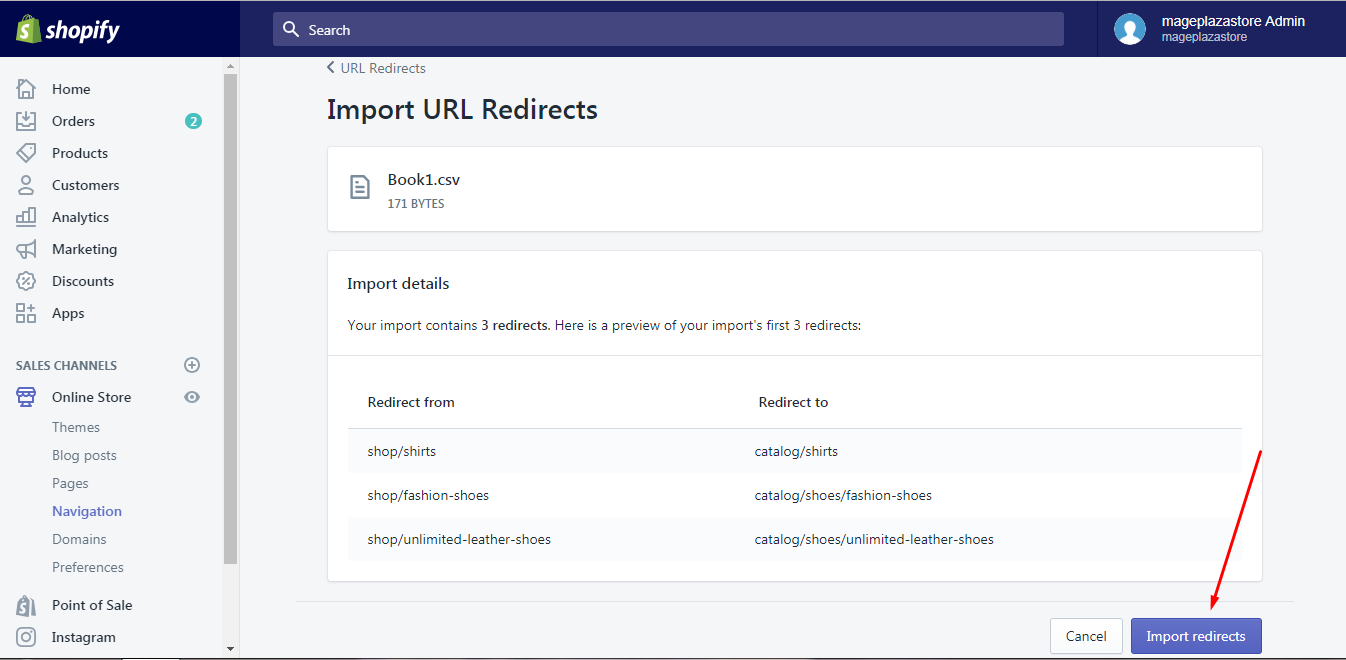 shopify
Search
mageplazastore Admin
mageplazastore
Home
Orders
2
Products
Customers
Analytics
Marketing
Discounts
Apps
SALES CHANNELS
Online Store
Themes
Blog posts
Pages
Navigation
Domains
Preferences
Point of Sale
Instagram
URL Redirects
Import URL Redirects
Book1.csv
171 BYTES
Import details
Your import contains 3 redirects. Here is a preview of your import's first 3 redirects:
Redirect from Redirect to
shop/shirts catalog/shirts
shop/fashion-shoes catalog/shoes/fashion-shoes
shop/unlimited-leather-shoes catalog/shoes/unlimited-leather-shoes
Cancel Import redirects